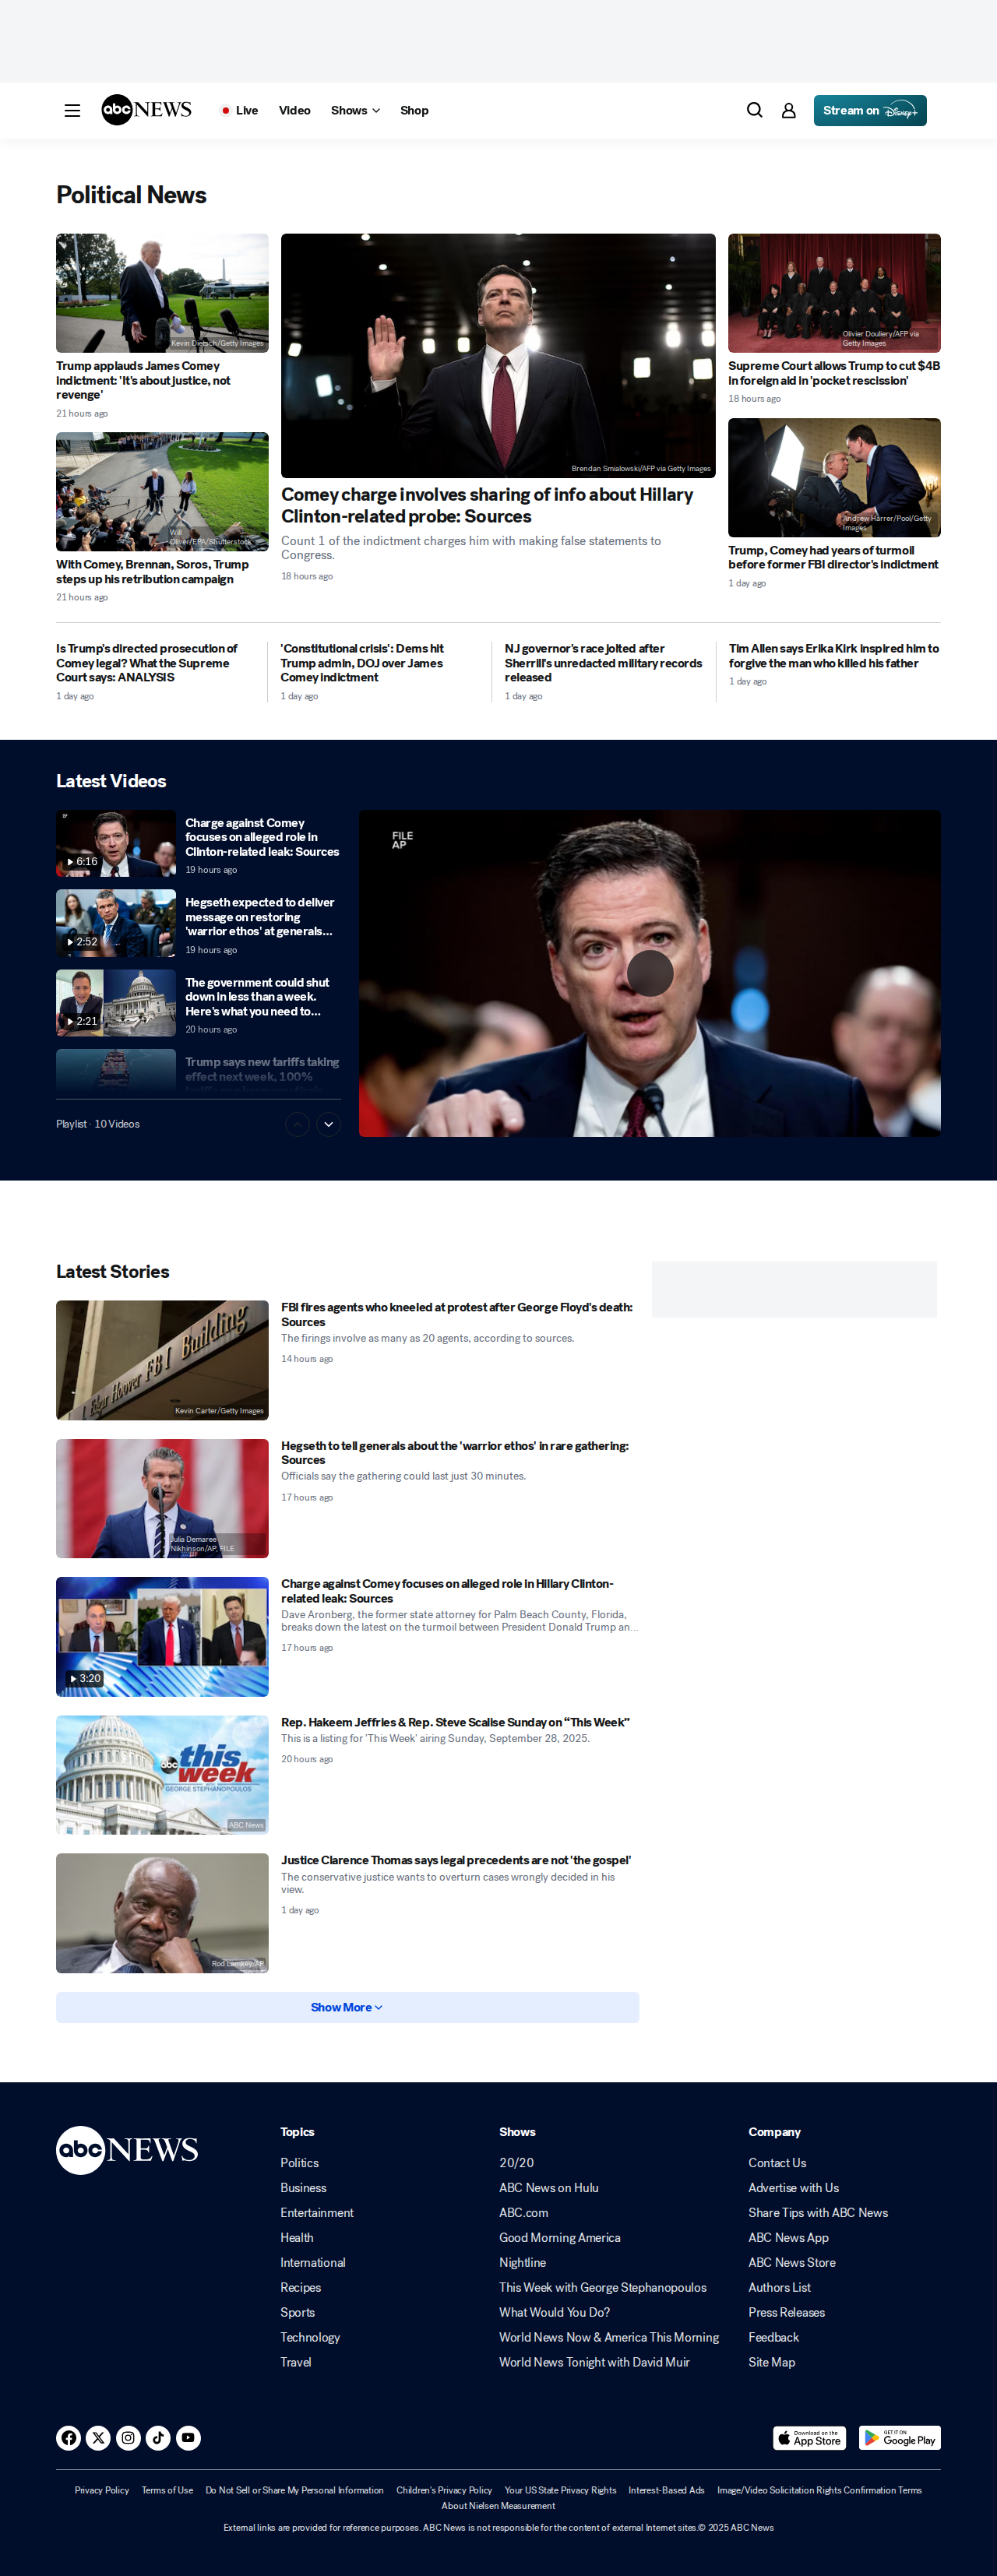 abc NEWS
Live
Video
Shows
Shop
Stream on Disney+
Political News
Kevin Dietsch/Getty Images
Trump applauds James Comey
indictment: 'It's about justice, not
revenge'
21 hours ago
Will
Oliver/EPA/Shutterstock
With Comey, Brennan, Soros, Trump
steps up his retribution campaign
21 hours ago
Brendan Smialowski/AFP via Getty Images
Comey charge involves sharing of info about Hillary
Clinton-related probe: Sources
Count 1 of the indictment charges him with making false statements to
Congress.
18 hours ago
Olivier Douliery/AFP via
Getty Images
Supreme Court allows Trump to cut $4B
in foreign aid in 'pocket rescission'
18 hours ago
Andrew Harrer/Pool/Getty
Images
Trump, Comey had years of turmoil
before former FBI director's indictment
1 day ago
Is Trump's directed prosecution of
Comey legal? What the Supreme
Court says: ANALYSIS
1 day ago
'Constitutional crisis': Dems hit
Trump admin, DOJ over James
Comey indictment
1 day ago
NJ governor's race jolted after
Sherrill's unredacted military records
released
1 day ago
Tim Allen says Erika Kirk inspired him to
forgive the man who killed his father
1 day ago
Latest Videos
6:16
Charge against Comey
focuses on alleged role in
Clinton-related leak: Sources
19 hours ago
2:52
Hegseth expected to deliver
message on restoring
'warrior ethos' at generals...
19 hours ago
2:21
The government could shut
down in less than a week.
Here's what you need to...
20 hours ago
Trump says new tariffs taking
effect next week, 100%
Playlist · 10 Videos
FILE
AP
Latest Stories
Edgar Hoover FBI Building
Kevin Carter/Getty Images
FBI fires agents who kneeled at protest after George Floyd's death:
Sources
The firings involve as many as 20 agents, according to sources.
14 hours ago
Julia Demaree
Nikhinson/AP, FILE
Hegseth to tell generals about the 'warrior ethos' in rare gathering:
Sources
Officials say the gathering could last just 30 minutes.
17 hours ago
3:20
Charge against Comey focuses on alleged role in Hillary Clinton-
related leak: Sources
Dave Aronberg, the former state attorney for Palm Beach County, Florida,
breaks down the latest on the turmoil between President Donald Trump an...
17 hours ago
abc this
week
GEORGE STEPHANOPOULOS
ABC News
Rep. Hakeem Jeffries & Rep. Steve Scalise Sunday on “This Week”
This is a listing for 'This Week' airing Sunday, September 28, 2025.
20 hours ago
Rod Lamkey/AP
Justice Clarence Thomas says legal precedents are not 'the gospel'
The conservative justice wants to overturn cases wrongly decided in his
view.
1 day ago
Show More
abc NEWS
Topics
Politics
Business
Entertainment
Health
International
Recipes
Sports
Technology
Travel
Shows
20/20
ABC News on Hulu
ABC.com
Good Morning America
Nightline
This Week with George Stephanopoulos
What Would You Do?
World News Now & America This Morning
World News Tonight with David Muir
Company
Contact Us
Advertise with Us
Share Tips with ABC News
ABC News App
ABC News Store
Authors List
Press Releases
Feedback
Site Map
Download on the
App Store
GET IT ON
Google Play
Privacy Policy Terms of Use Do Not Sell or Share My Personal Information Children's Privacy Policy Your US State Privacy Rights Interest-Based Ads Image/Video Solicitation Rights Confirmation Terms
About Nielsen Measurement
External links are provided for reference purposes. ABC News is not responsible for the content of external Internet sites.© 2025 ABC News